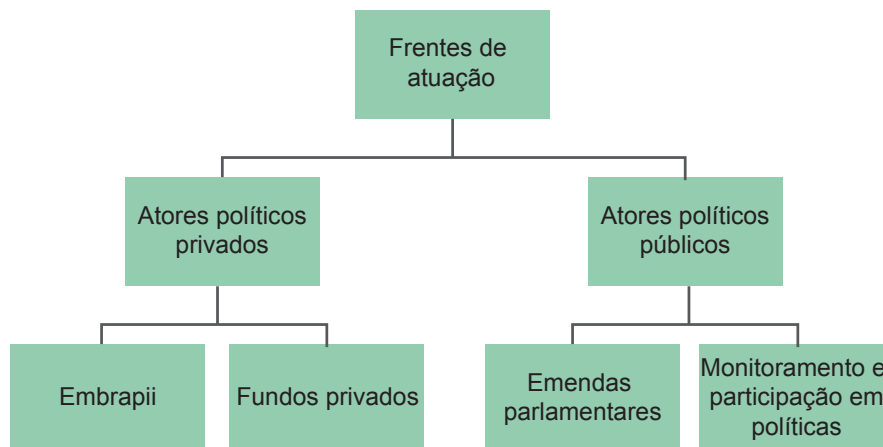 Frentes de
atuação
Atores políticos
privados
Atores políticos
públicos
Embrapii
Fundos privados
Emendas
parlamentares
Monitoramento e
participação em
políticas